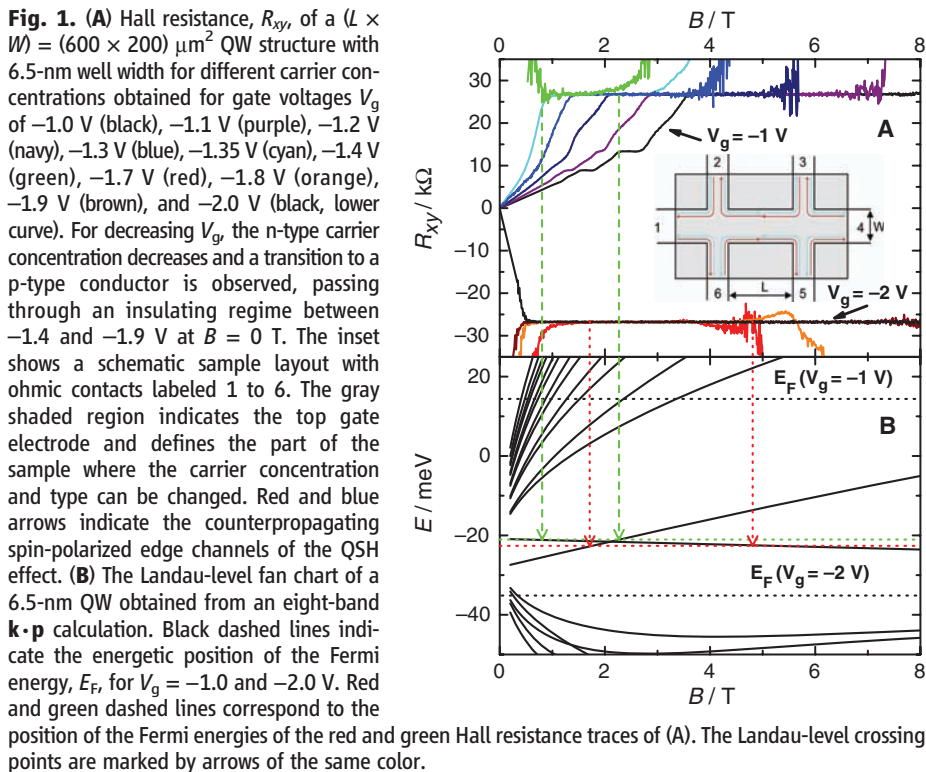 Fig. 1. (A) Hall resistance, Rxy, of a (L ×
W) = (600 × 200) μm² QW structure with
6.5-nm well width for different carrier con-
centrations obtained for gate voltages Vg
of −1.0 V (black), −1.1 V (purple), −1.2 V
(navy), −1.3 V (blue), −1.35 V (cyan), −1.4 V
(green), −1.7 V (red), −1.8 V (orange),
−1.9 V (brown), and −2.0 V (black, lower
curve). For decreasing Vg, the n-type carrier
concentration decreases and a transition to a
p-type conductor is observed, passing
through an insulating regime between
−1.4 and −1.9 V at B = 0 T. The inset
shows a schematic sample layout with
ohmic contacts labeled 1 to 6. The gray
shaded region indicates the top gate
electrode and defines the part of the
sample where the carrier concentration
and type can be changed. Red and blue
arrows indicate the counterpropagating
spin-polarized edge channels of the QSH
effect. (B) The Landau-level fan chart of a
6.5-nm QW obtained from an eight-band
k·p calculation. Black dashed lines indi-
cate the energetic position of the Fermi
energy, EF, for Vg = −1.0 and −2.0 V. Red
and green dashed lines correspond to the
position of the Fermi energies of the red and green Hall resistance traces of (A). The Landau-level crossing
points are marked by arrows of the same color.
B / T
0 2 4 6 8
30
20
10
0
−10
−20
−30
Rxy / kΩ
A
Vg = −1 V
2 3
1 4 W
L
6 5
Vg = −2 V
20
0
−20
−40
E / meV
EF (Vg = −1 V)
B
EF (Vg = −2 V)
0 2 4 6 8
B / T